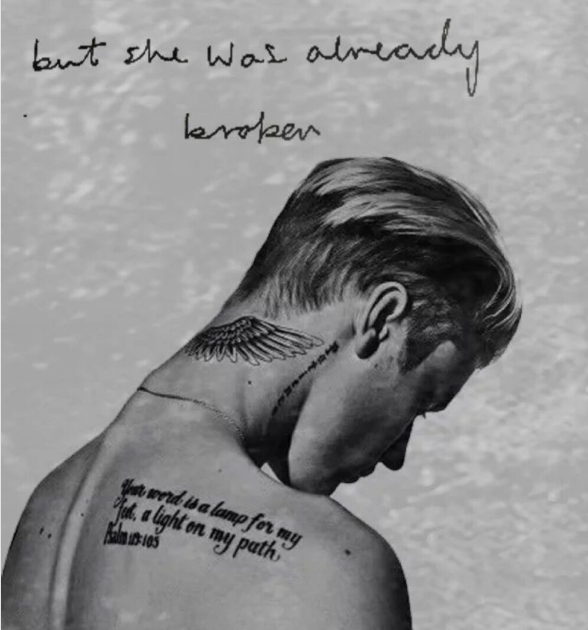 but she was already
broken
Your word is a lamp for my
feet, a light on my path.
Psalm 119:105